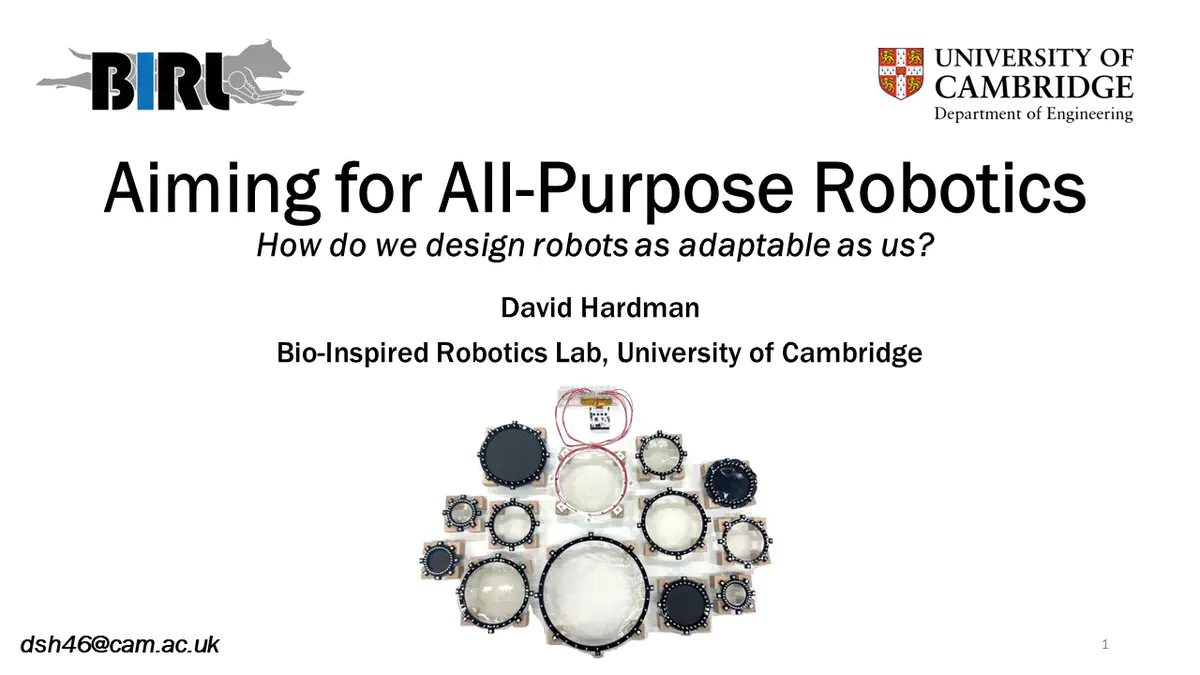 BIRL
UNIVERSITY OF
CAMBRIDGE
Department of Engineering
Aiming for All-Purpose Robotics
How do we design robots as adaptable as us?
David Hardman
Bio-Inspired Robotics Lab, University of Cambridge
dsh46@cam.ac.uk
1